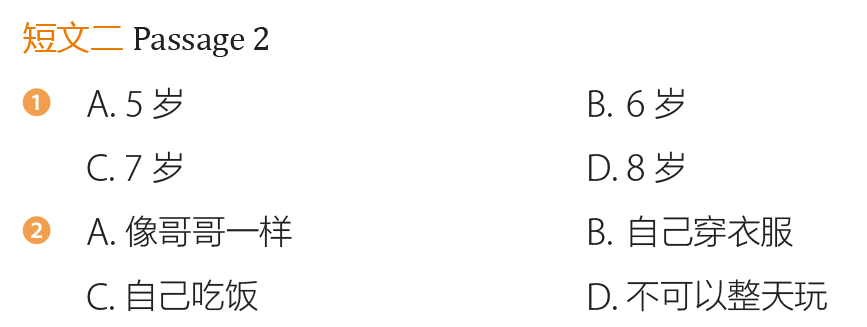 短文二 Passage 2
1 A. 5 岁 B. 6 岁
C. 7 岁 D. 8 岁
2 A. 像哥哥一样 B. 自己穿衣服
C. 自己吃饭 D. 不可以整天玩